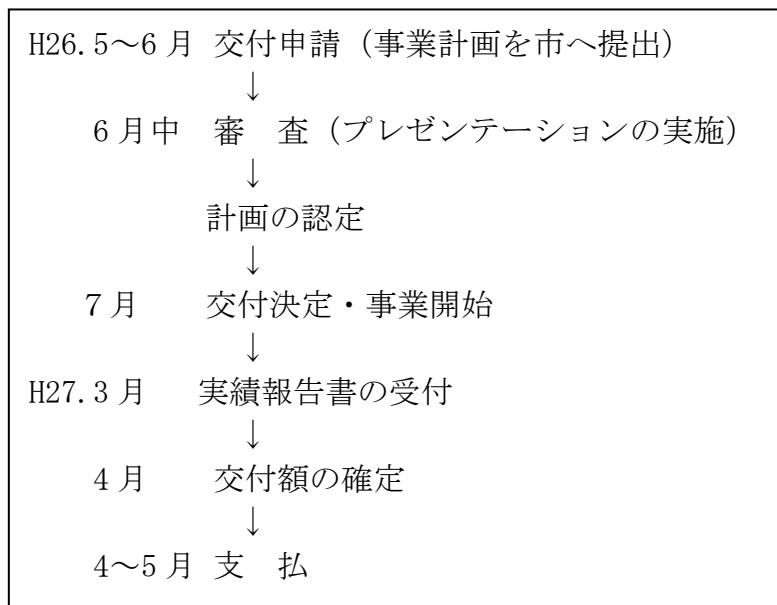 H26.5～6月 交付申請（事業計画を市へ提出）
↓
6月中　審　査（プレゼンテーションの実施）
↓
計画の認定
↓
７月　　交付決定・事業開始
↓
H27.3月　実績報告書の受付
↓
4月　　交付額の確定
↓
4～5月 支　払